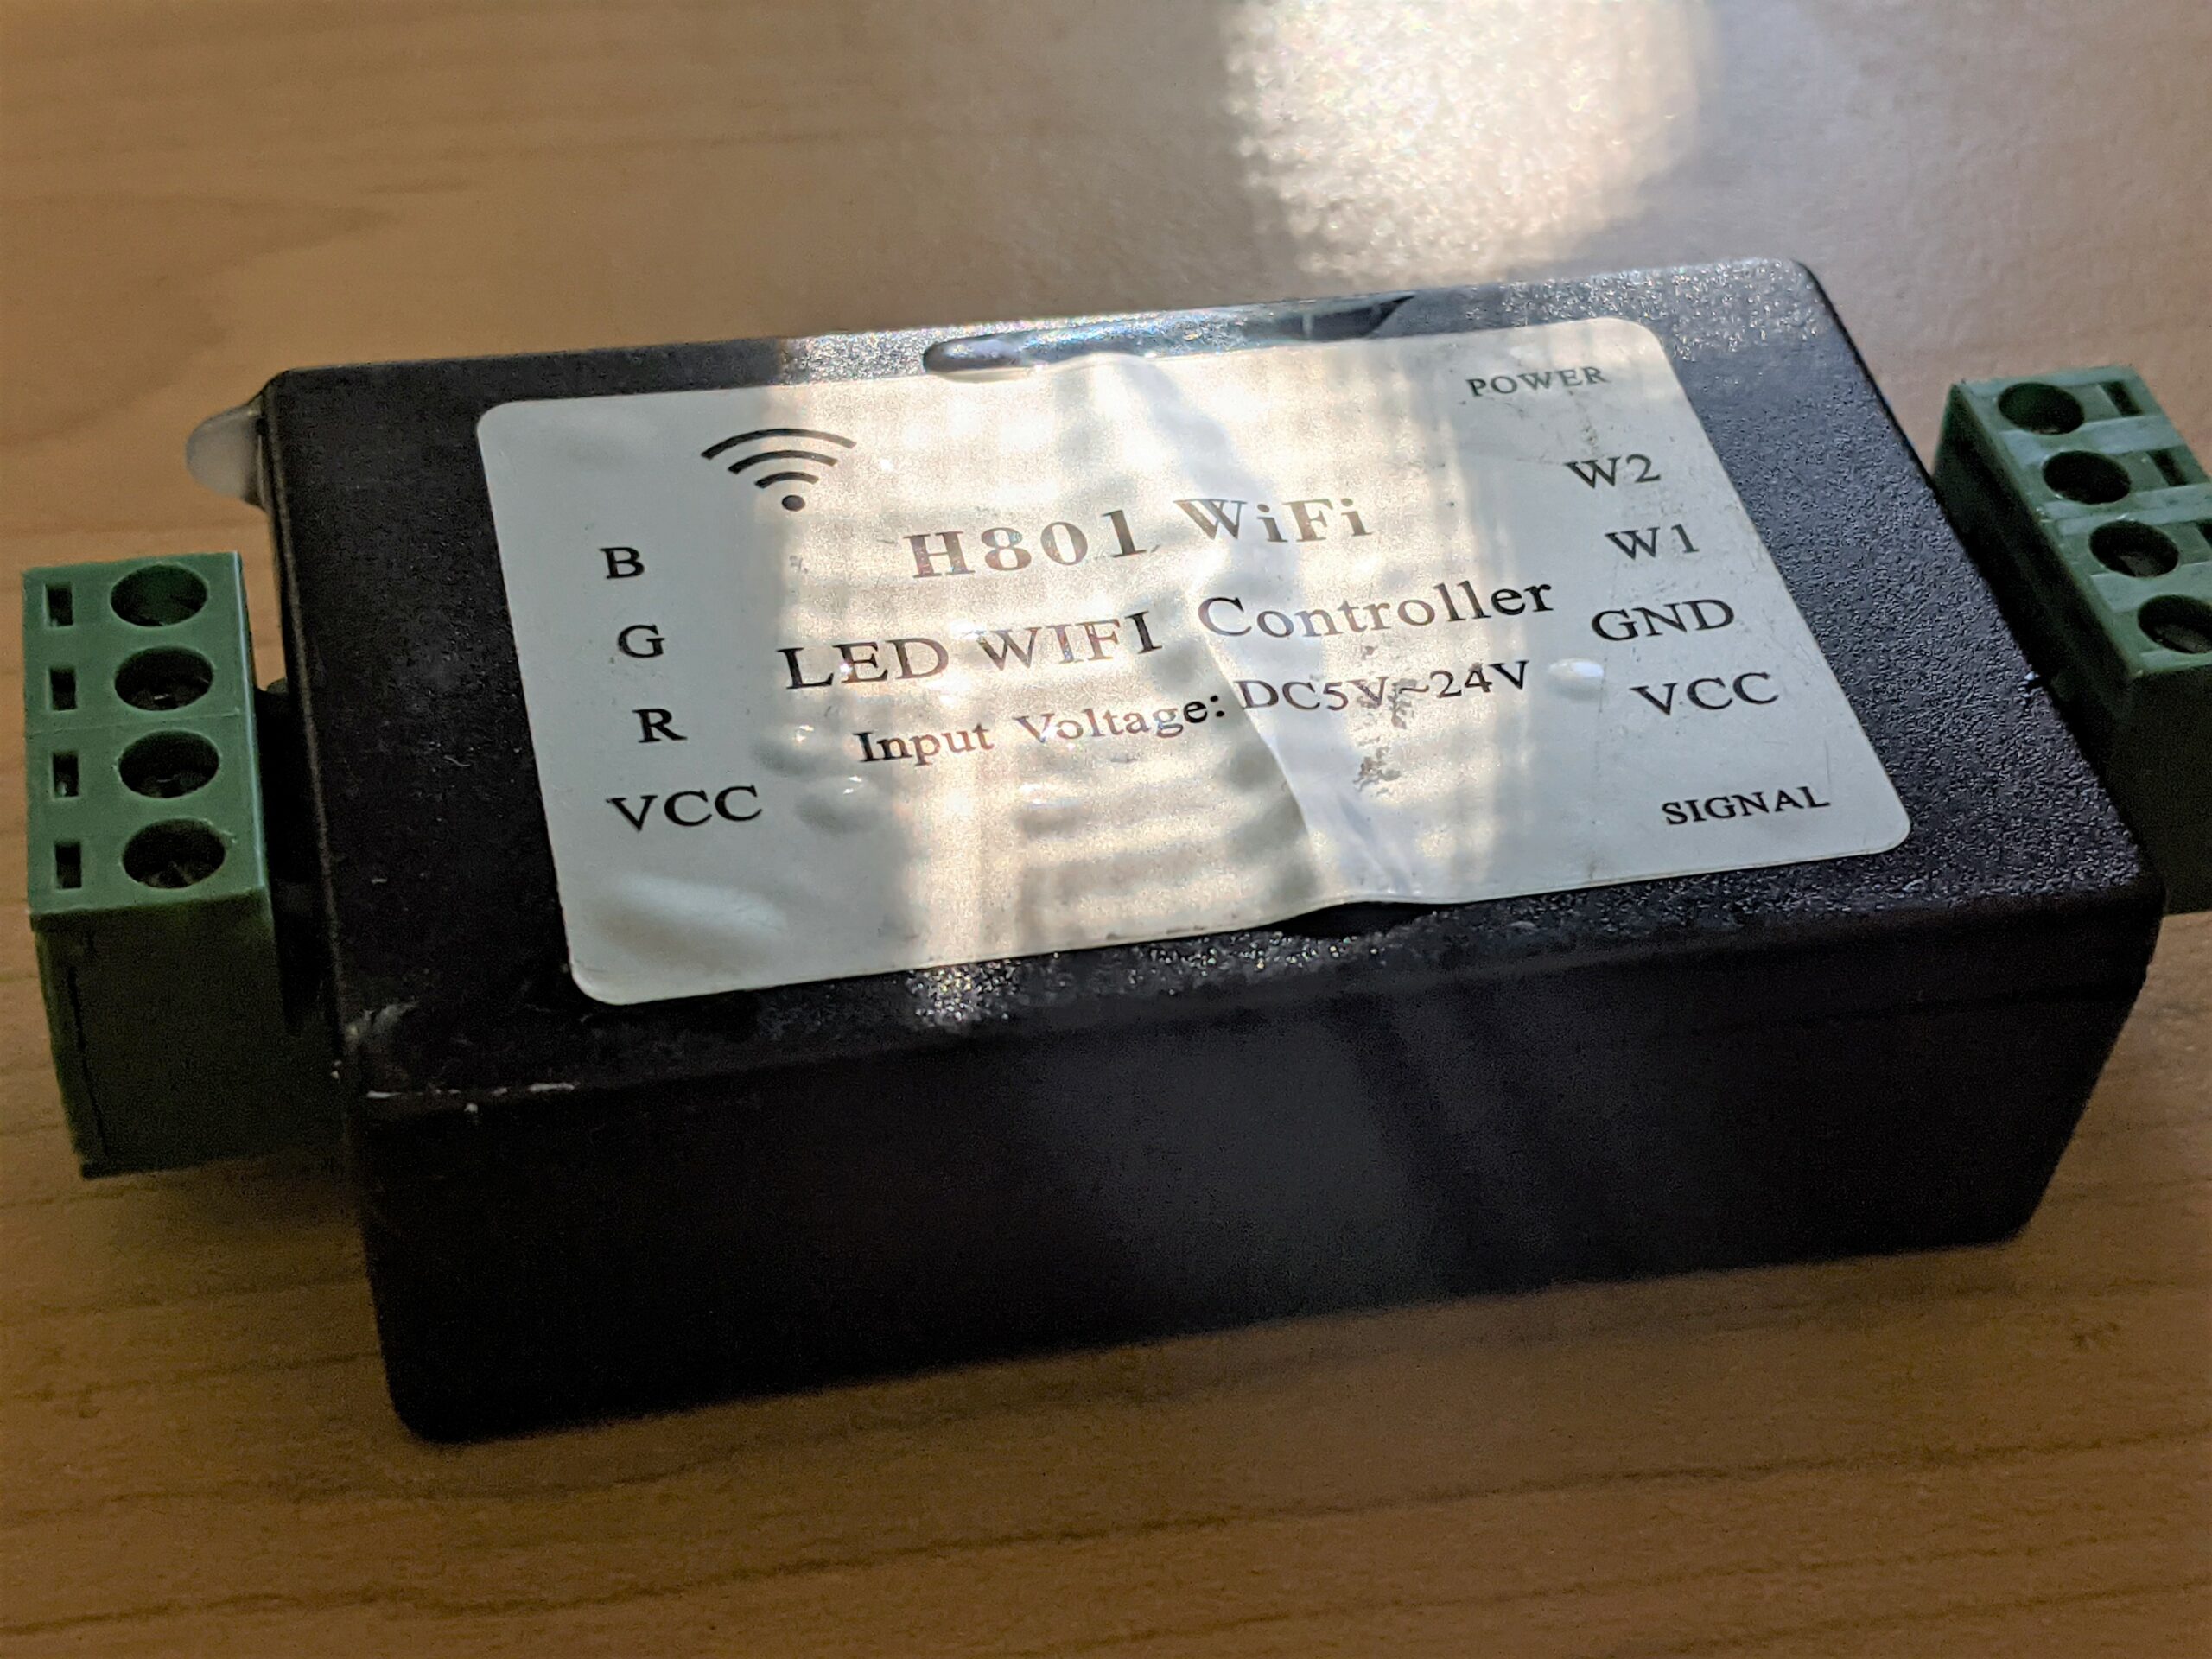 POWER
H801 WiFi
LED WIFI Controller
Input Voltage: DC5V~24V
B
G
R
VCC
W2
W1
GND
VCC
SIGNAL